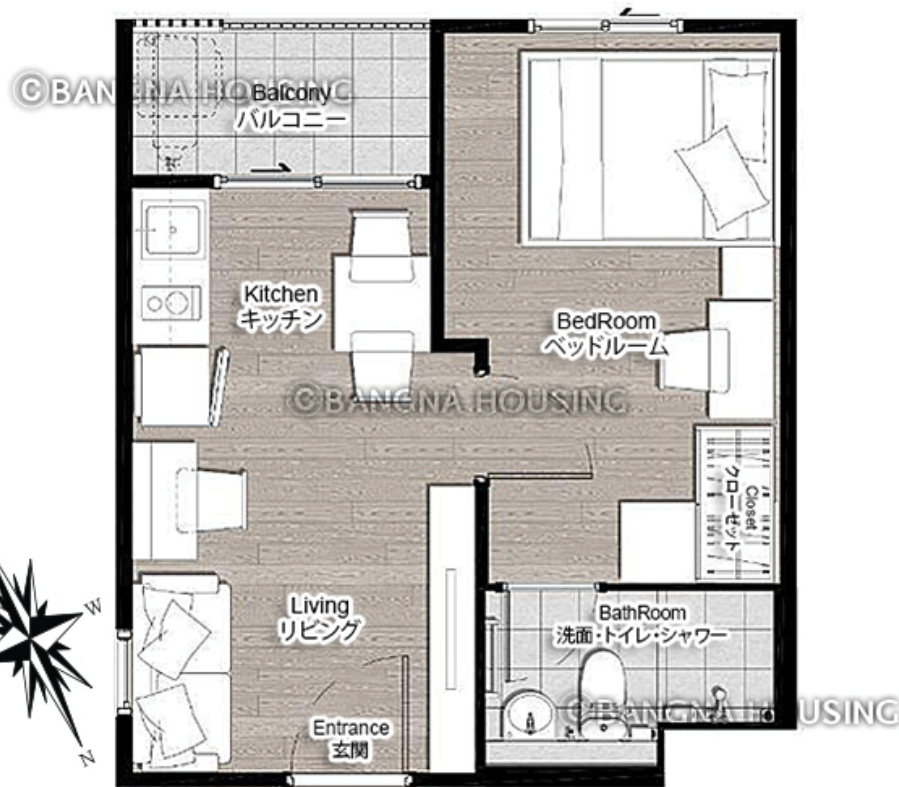 ©BANGNA HOUSING
Balcony
バルコニー
Kitchen
キッチン
BedRoom
ベッドルーム
©BANGNA HOUSING
Closet
クローゼット
W
Living
リビング
BathRoom
洗面・トイレ・シャワー
©BANGNA HOUSING
Entrance
玄関
N